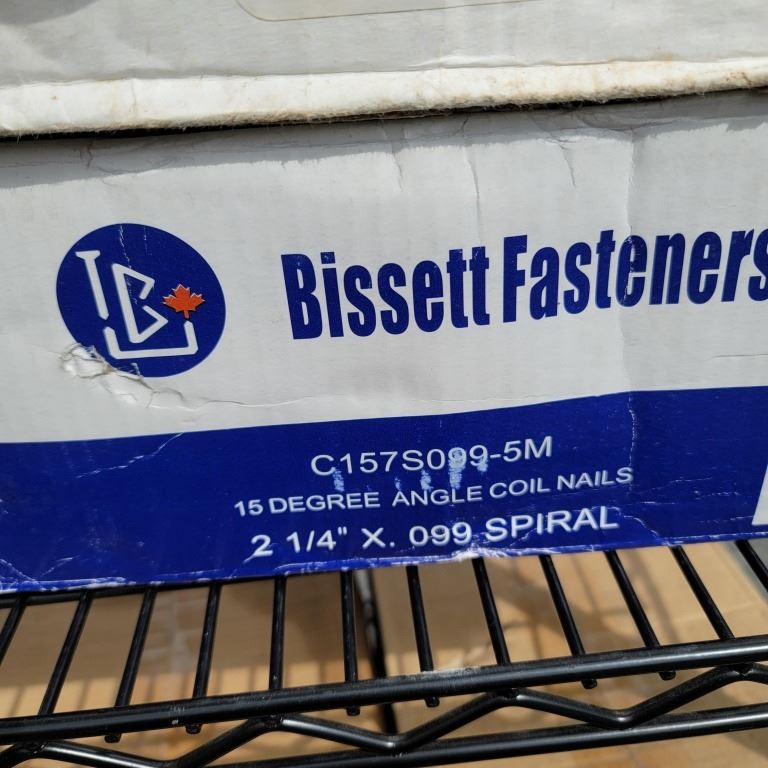 Bissett Fasteners
C157S099-5M
15 DEGREE ANGLE COIL NAILS
2 1/4" X. 099 SPIRAL